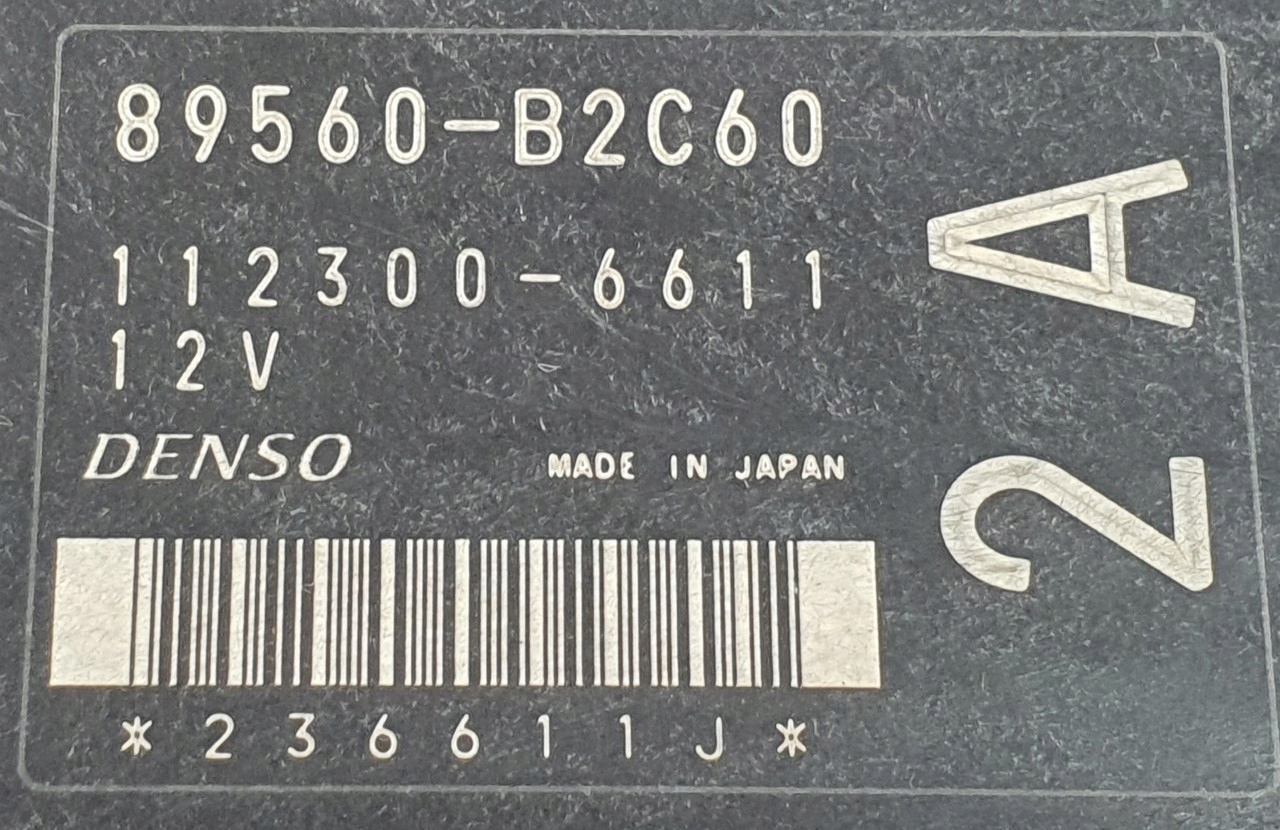 89560-B2C60
112300-6611
12V
DENSO
MADE IN JAPAN
*236611J*
2A